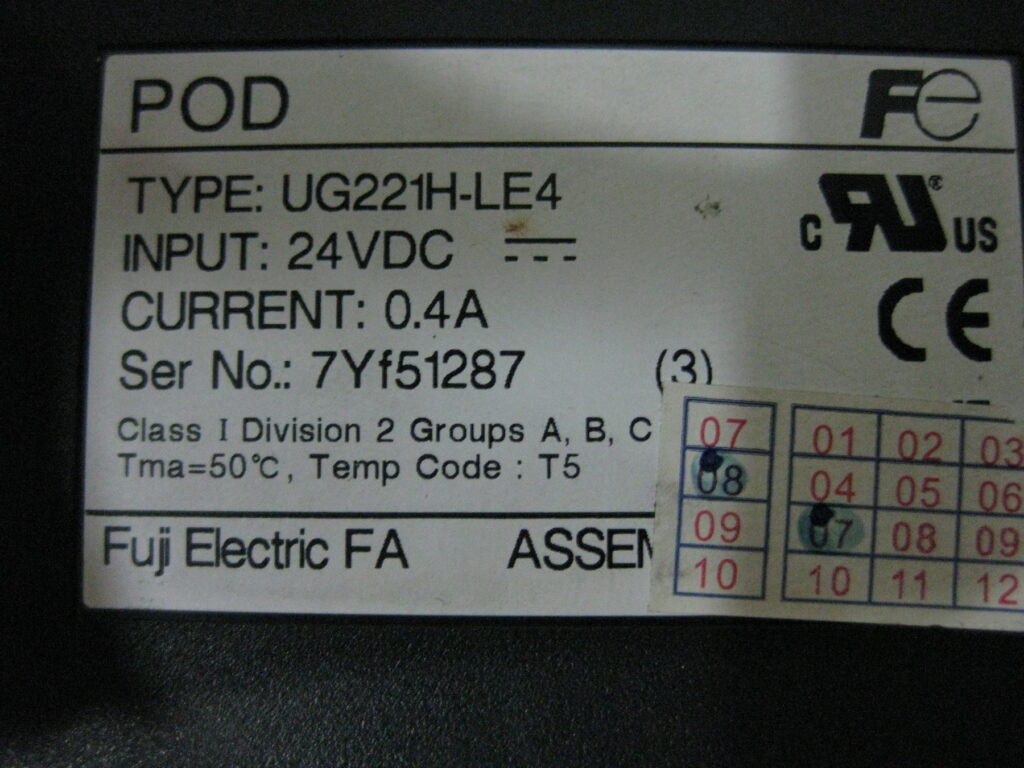 POD Fe
TYPE: UG221H-LE4
INPUT: 24VDC
CURRENT: 0.4A
Ser No.: 7Yf51287 (3)
Class I Division 2 Groups A, B, C
Tma=50℃, Temp Code : T5
Fuji Electric FA
c RU ® US
CE
07
08
09
10
01 02 03
04 05 06
07 08 09
10 11 12